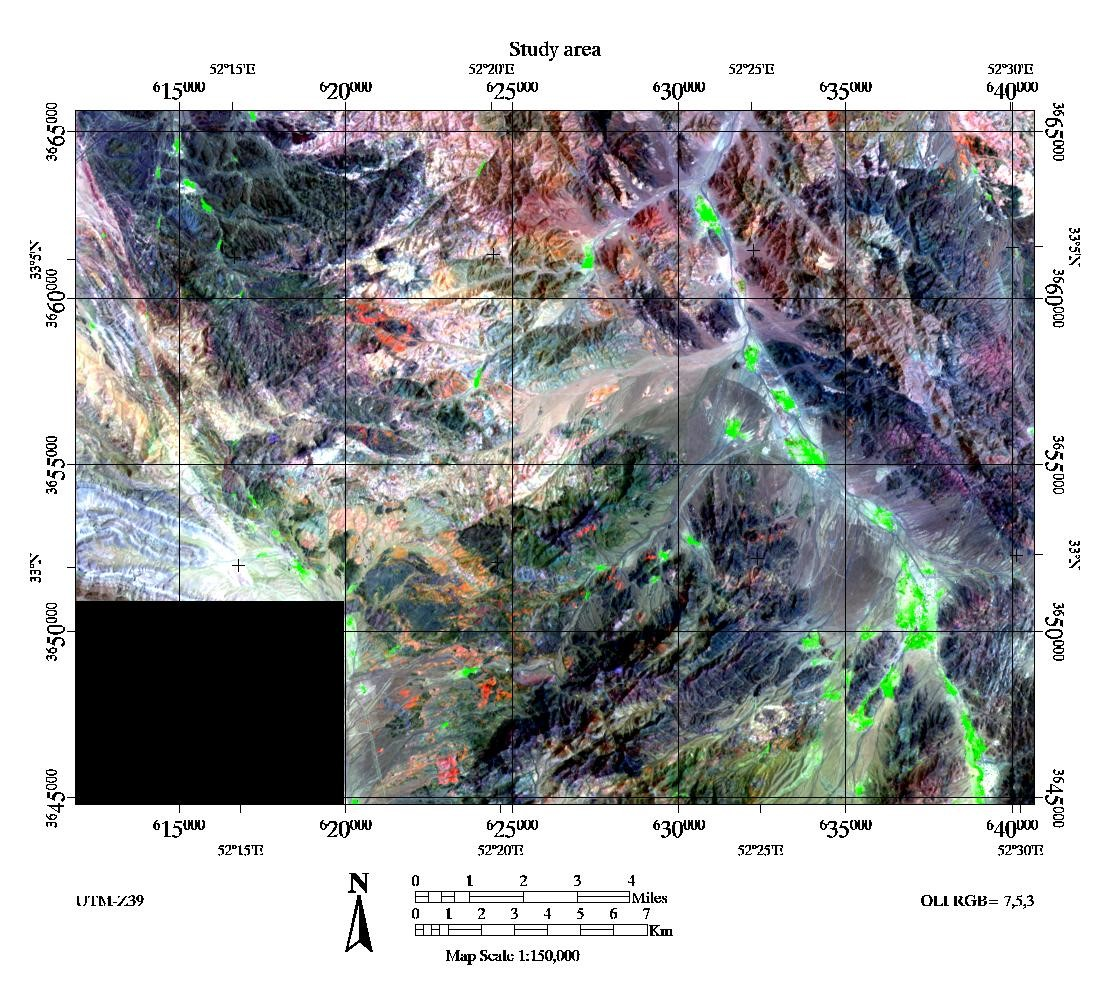 Study area
52°15'E 52°20'E 52°25'E 52°30'E
615000 620000 625000 630000 635000 640000
3665000 3665000
33°5'N 33°5'N
3660000 3660000
3655000 3655000
33°N 33°N
3650000 3650000
3645000 3645000
615000 620000 625000 630000 635000 640000
52°15'E 52°20'E 52°25'E 52°30'E
UTM-Z39
N
0 1 2 3 4
Miles
0 1 2 3 4 5 6 7
Km
OLI RGB= 7,5,3
Map Scale 1:150,000